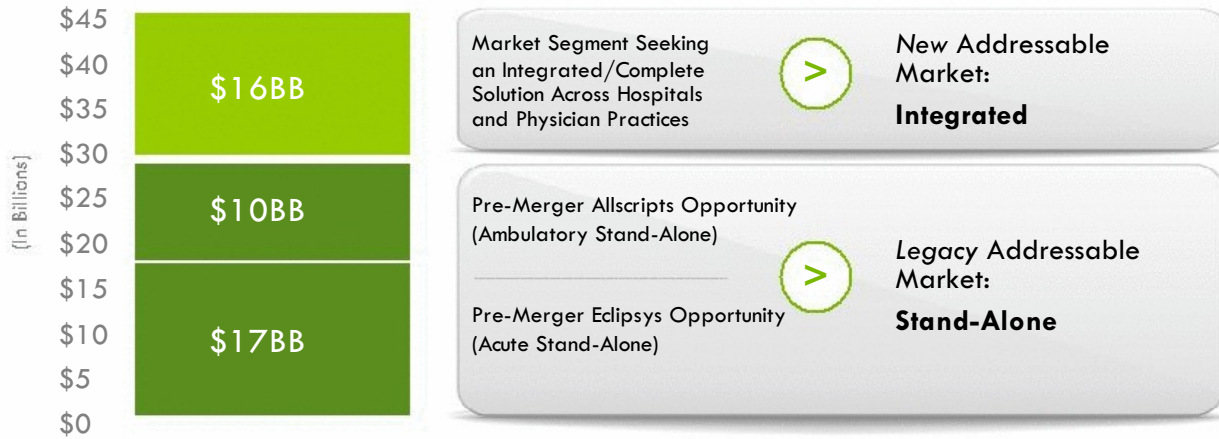 $45
$40
$35
$30
$25
$20
$15
$10
$5
$0
(In Billions)
$16BB
$10BB
$17BB
Market Segment Seeking
an Integrated/Complete
Solution Across Hospitals
and Physician Practices
>
New Addressable
Market:
Integrated
Pre-Merger Allscripts Opportunity
(Ambulatory Stand-Alone)
Pre-Merger Eclipsys Opportunity
(Acute Stand-Alone)
>
Legacy Addressable
Market:
Stand-Alone